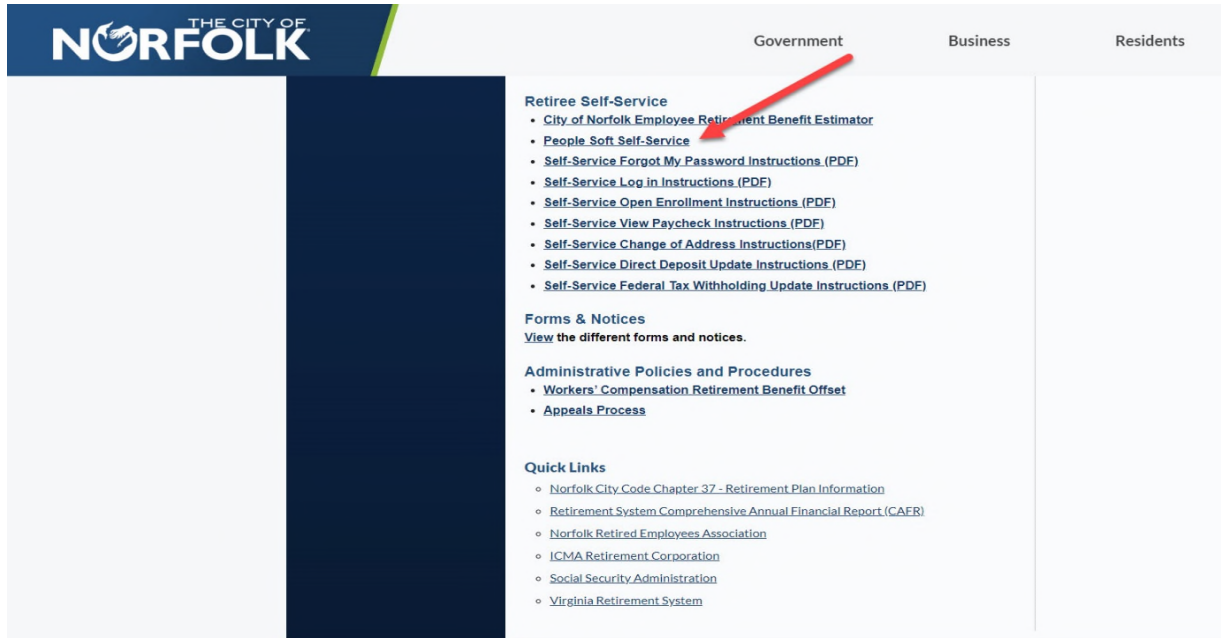 THE CITY OF
NORFOLK
Government
Business
Residents
Retiree Self-Service
• City of Norfolk Employee Retirement Benefit Estimator
• People Soft Self-Service
• Self-Service Forgot My Password Instructions (PDF)
• Self-Service Log in Instructions (PDF)
• Self-Service Open Enrollment Instructions (PDF)
• Self-Service View Paycheck Instructions (PDF)
• Self-Service Change of Address Instructions(PDF)
• Self-Service Direct Deposit Update Instructions (PDF)
• Self-Service Federal Tax Withholding Update Instructions (PDF)
Forms & Notices
View the different forms and notices.
Administrative Policies and Procedures
• Workers' Compensation Retirement Benefit Offset
• Appeals Process
Quick Links
◦ Norfolk City Code Chapter 37 - Retirement Plan Information
◦ Retirement System Comprehensive Annual Financial Report (CAFR)
◦ Norfolk Retired Employees Association
◦ ICMA Retirement Corporation
◦ Social Security Administration
◦ Virginia Retirement System